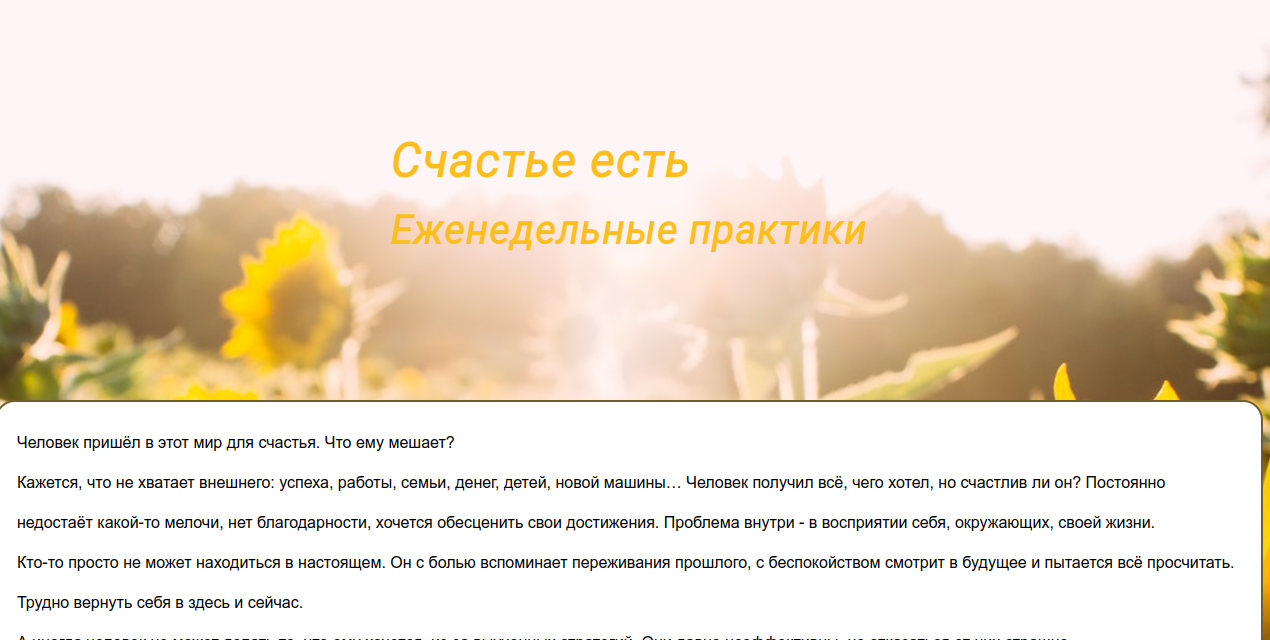 Счастье есть
Еженедельные практики
Человек пришёл в этот мир для счастья. Что ему мешает?
Кажется, что не хватает внешнего: успеха, работы, семьи, денег, детей, новой машины… Человек получил всё, чего хотел, но счастлив ли он? Постоянно
недостаёт какой-то мелочи, нет благодарности, хочется обесценить свои достижения. Проблема внутри - в восприятии себя, окружающих, своей жизни.
Кто-то просто не может находиться в настоящем. Он с болью вспоминает переживания прошлого, с беспокойством смотрит в будущее и пытается всё просчитать.
Трудно вернуть себя в здесь и сейчас.